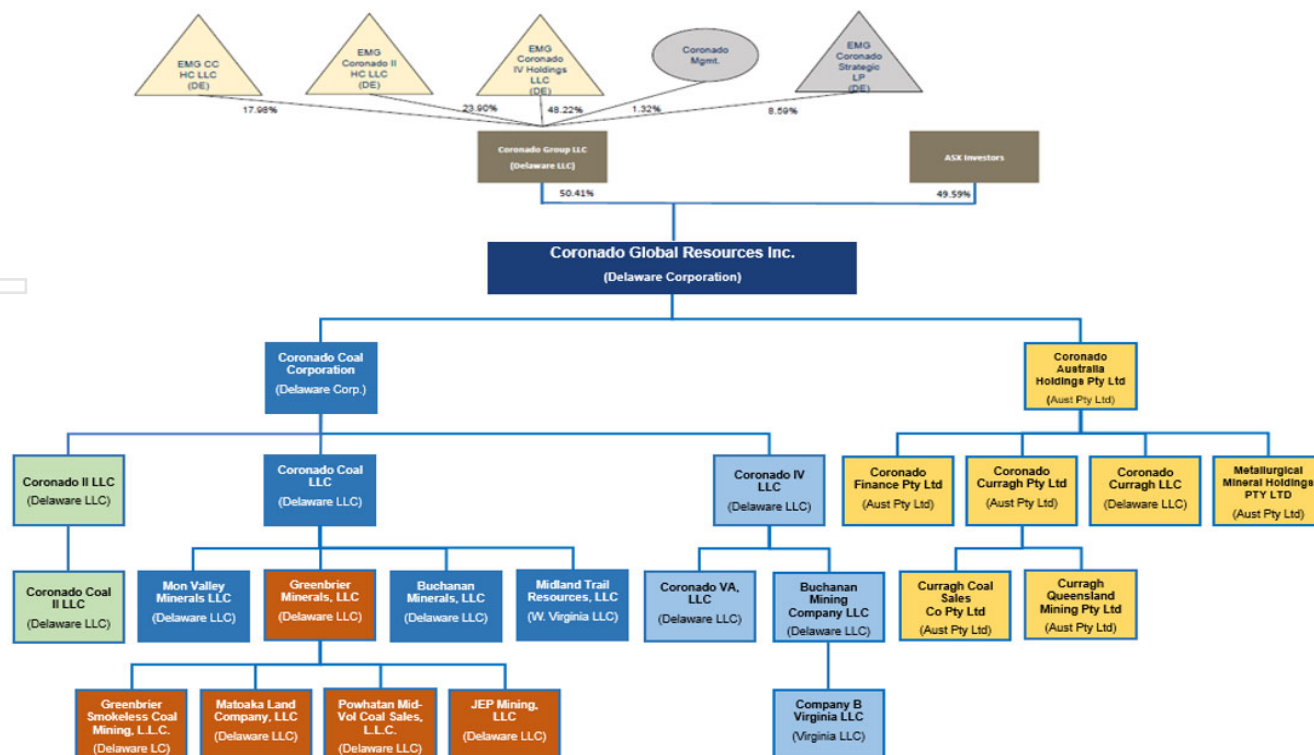 EMG CC
HC LLC
(DE)
EMG
Coronado II
HC LLC
(DE)
EMG
Coronado
IV Holdings
LLC
(DE)
Coronado
Mgmt.
EMG
Coronado
Strategic
LP
(DE)
17.98%
23.90%
48.22%
1.32%
8.59%
Coronado Group LLC
(Delaware LLC)
ASX Investors
50.41%
49.59%
Coronado Global Resources Inc.
(Delaware Corporation)
Coronado Coal
Corporation
(Delaware Corp.)
Coronado
Australia
Holdings Pty Ltd
(Aust Pty Ltd)
Coronado II LLC
(Delaware LLC)
Coronado Coal
LLC
(Delaware LLC)
Coronado IV
LLC
(Delaware LLC)
Coronado
Finance Pty Ltd
(Aust Pty Ltd)
Coronado
Curragh Pty Ltd
(Aust Pty Ltd)
Coronado
Curragh LLC
(Delaware LLC)
Metallurgical
Mineral Holdings
PTY LTD
(Aust Pty Ltd)
Coronado Coal
II LLC
(Delaware LLC)
Mon Valley
Minerals LLC
(Delaware LLC)
Greenbrier
Minerals, LLC
(Delaware LLC)
Buchanan
Minerals, LLC
(Delaware LLC)
Midland Trail
Resources, LLC
(W. Virginia LLC)
Coronado VA,
LLC
(Delaware LLC)
Buchanan
Mining
Company LLC
(Delaware LLC)
Curragh Coal
Sales
Co Pty Ltd
(Aust Pty Ltd)
Curragh
Queensland
Mining Pty Ltd
(Aust Pty Ltd)
Greenbrier
Smokeless Coal
Mining, L.L.C.
(Delaware LC)
Matoaka Land
Company, LLC
(Delaware LLC)
Powhatan Mid-
Vol Coal Sales,
L.L.C.
(Delaware LLC)
JEP Mining,
LLC
(Delaware LLC)
Company B
Virginia LLC
(Virginia LLC)